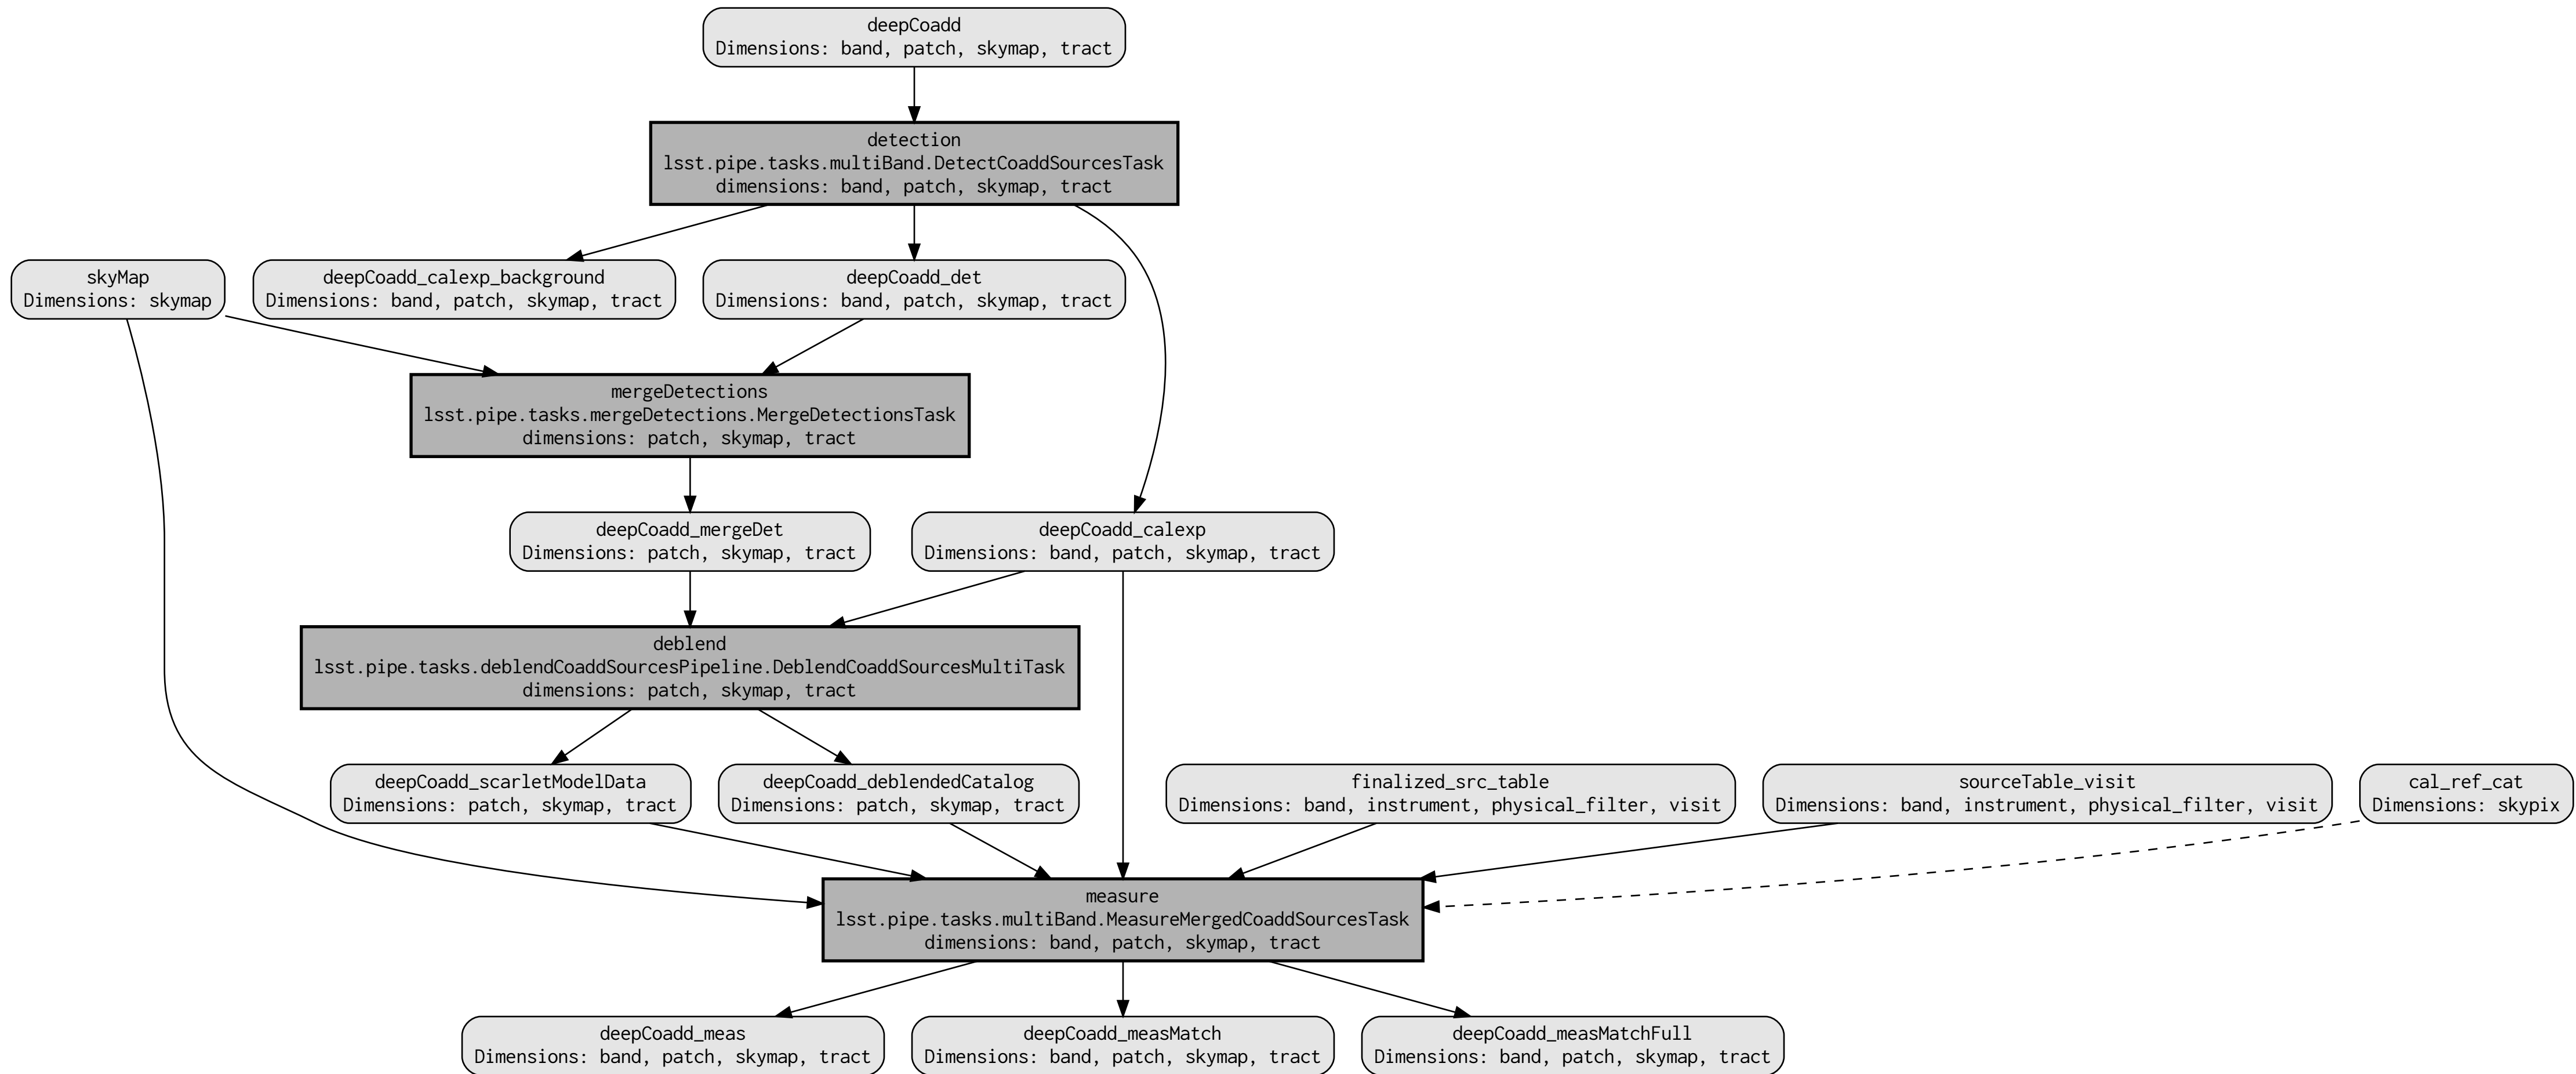 deepCoadd
Dimensions: band, patch, skymap, tract
detection
lsst.pipe.tasks.multiBand.DetectCoaddSourcesTask
dimensions: band, patch, skymap, tract
skyMap
Dimensions: skymap
deepCoadd_calexp_background
Dimensions: band, patch, skymap, tract
deepCoadd_det
Dimensions: band, patch, skymap, tract
mergeDetections
lsst.pipe.tasks.mergeDetections.MergeDetectionsTask
dimensions: patch, skymap, tract
deepCoadd_mergeDet
Dimensions: patch, skymap, tract
deepCoadd_calexp
Dimensions: band, patch, skymap, tract
deblend
lsst.pipe.tasks.deblendCoaddSourcesPipeline.DeblendCoaddSourcesMultiTask
dimensions: patch, skymap, tract
deepCoadd_scarletModelData
Dimensions: patch, skymap, tract
deepCoadd_deblendedCatalog
Dimensions: patch, skymap, tract
finalized_src_table
Dimensions: band, instrument, physical_filter, visit
sourceTable_visit
Dimensions: band, instrument, physical_filter, visit
cal_ref_cat
Dimensions: skypix
measure
lsst.pipe.tasks.multiBand.MeasureMergedCoaddSourcesTask
dimensions: band, patch, skymap, tract
deepCoadd_meas
Dimensions: band, patch, skymap, tract
deepCoadd_measMatch
Dimensions: band, patch, skymap, tract
deepCoadd_measMatchFull
Dimensions: band, patch, skymap, tract